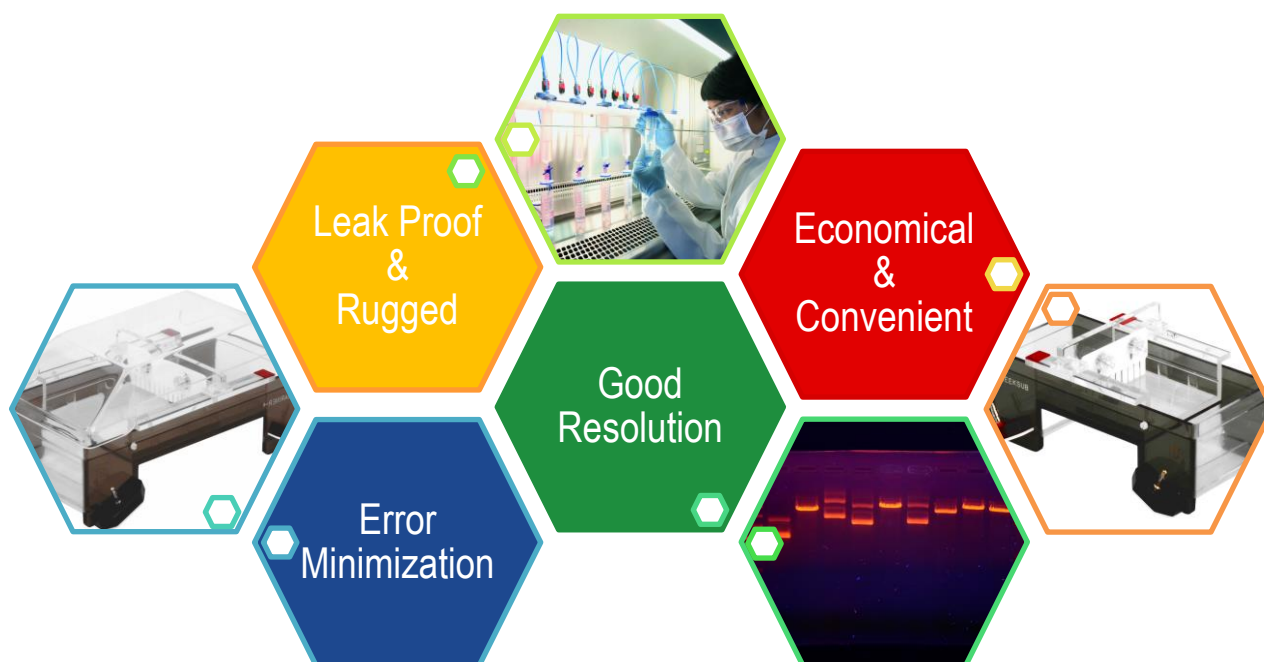 Leak Proof
&
Rugged
Economical
&
Convenient
Good
Resolution
Error
Minimization